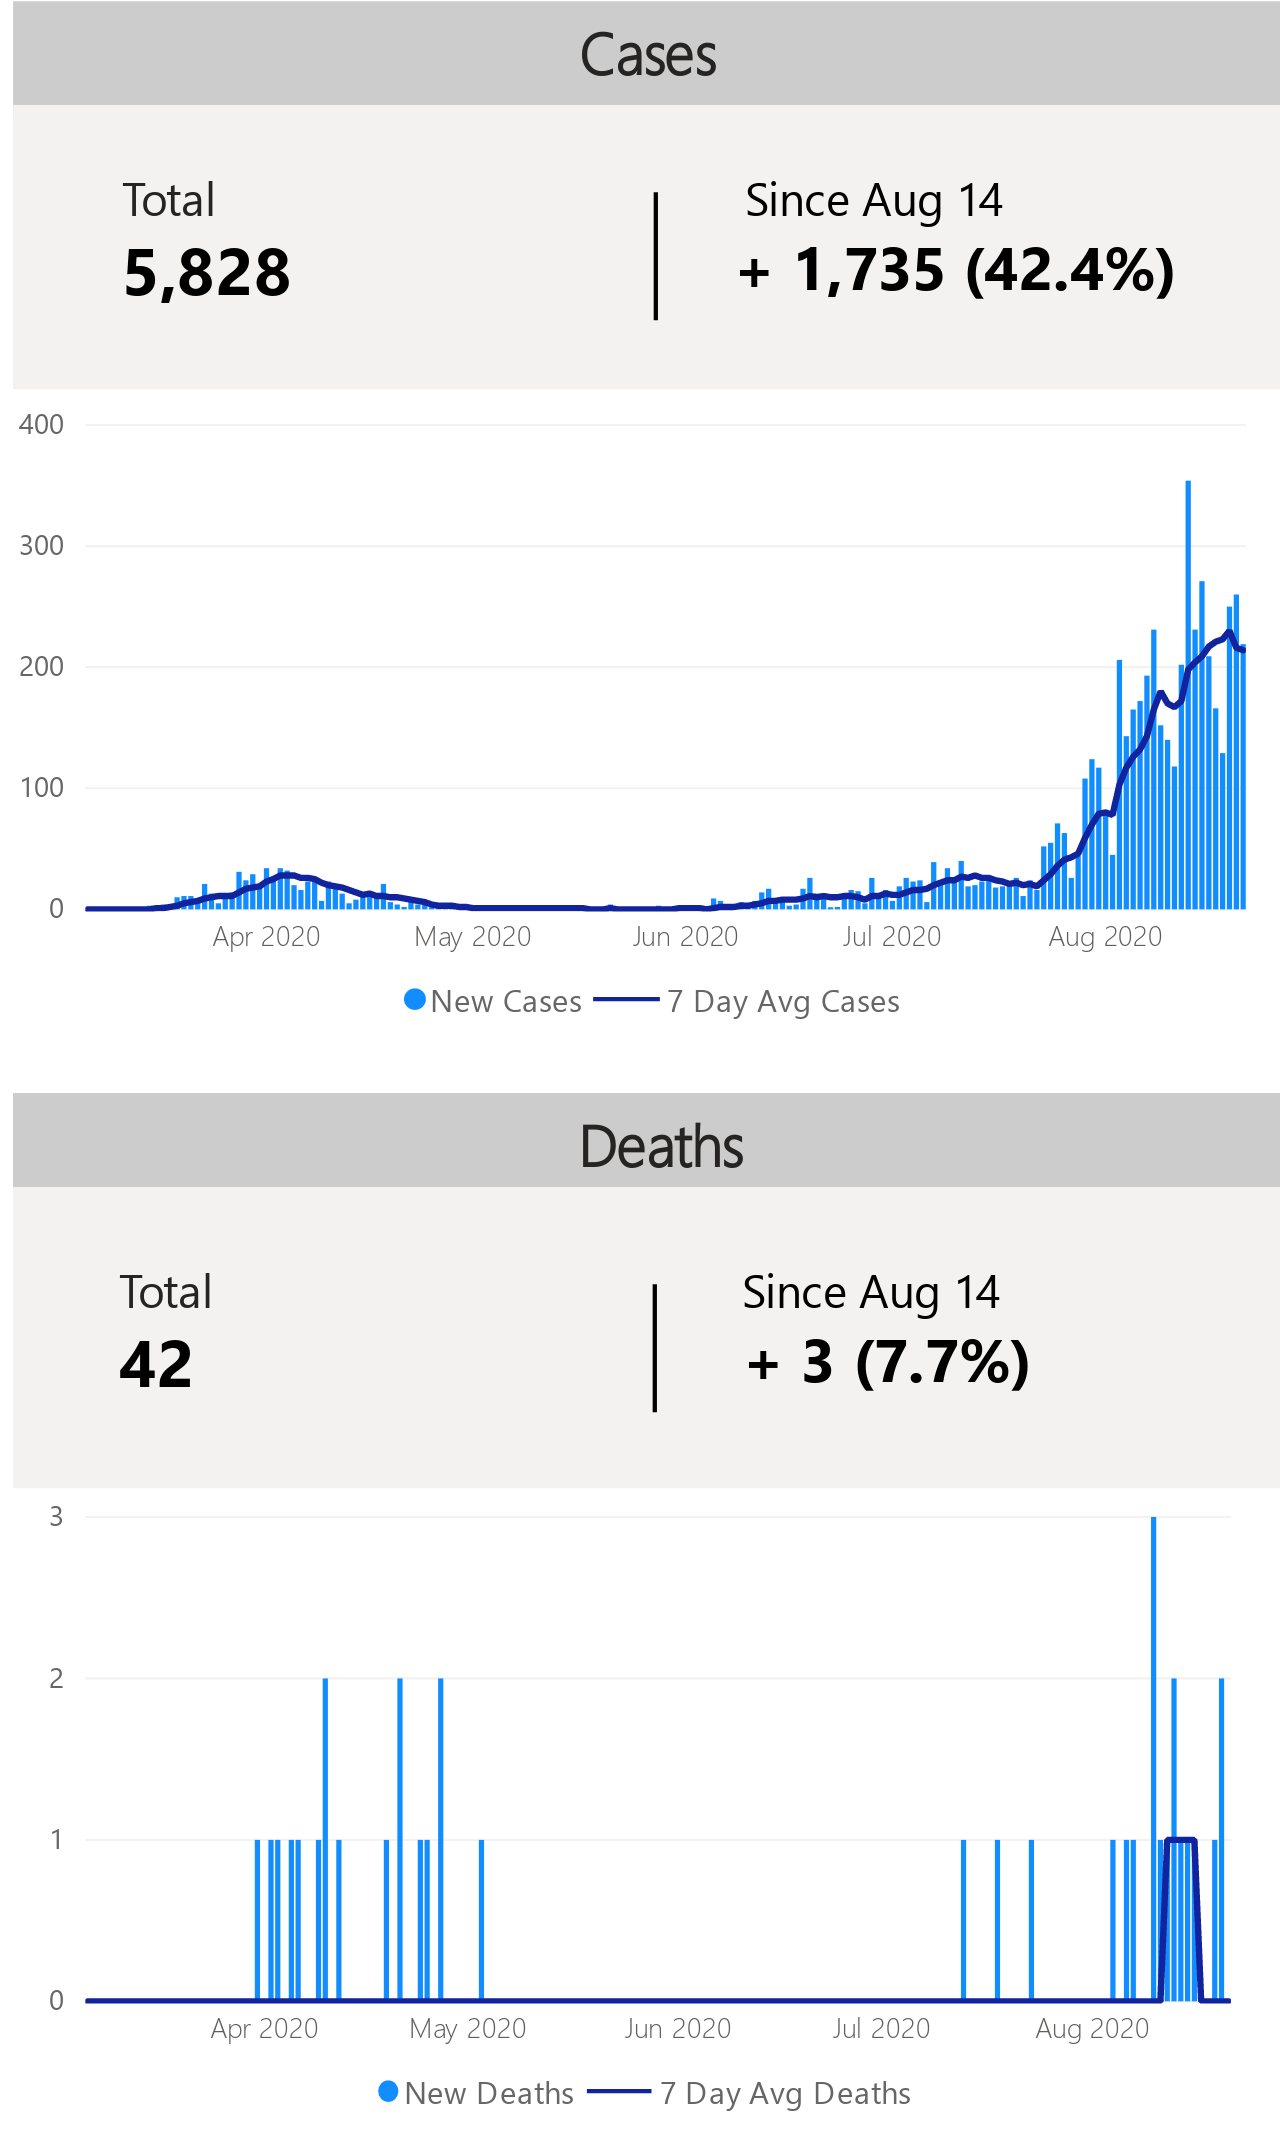 Cases
Total
Since Aug 14
5,828
+ 1,735 (42.4%)
400
300
200
100
0
Apr 2020
May 2020
Jun 2020
Jul 2020
Aug 2020
New Cases
7 Day Avg Cases
Deaths
Total
Since Aug 14
42
+ 3 (7.7%)
3
2
1
0
Apr 2020
May 2020
Jun 2020
Jul 2020
Aug 2020
New Deaths
7 Day Avg Deaths